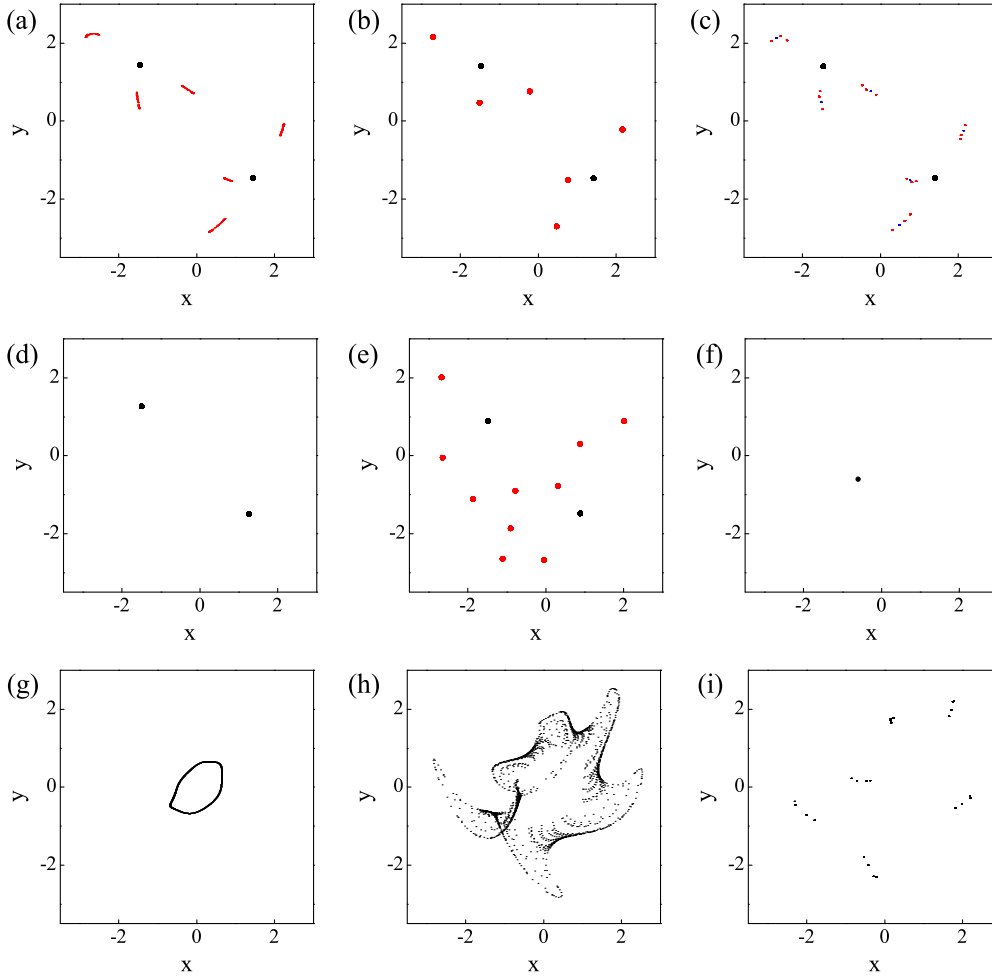 (a) (b) (c)
2 2 2
y 0 y 0 y 0
-2 -2 -2
-2 0 2 -2 0 2 -2 0 2
x x x
(d) (e) (f)
2 2 2
y 0 y 0 y 0
-2 -2 -2
-2 0 2 -2 0 2 -2 0 2
x x x
(g) (h) (i)
2 2 2
y 0 y 0 y 0
-2 -2 -2
-2 0 2 -2 0 2 -2 0 2
x x x